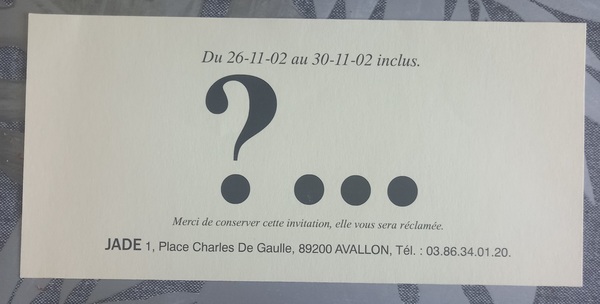 Du 26-11-02 au 30-11-02 inclus.
?...
Merci de conserver cette invitation, elle vous sera réclamée.
JADE 1, Place Charles De Gaulle, 89200 AVALLON, Tél. : 03.86.34.01.20.